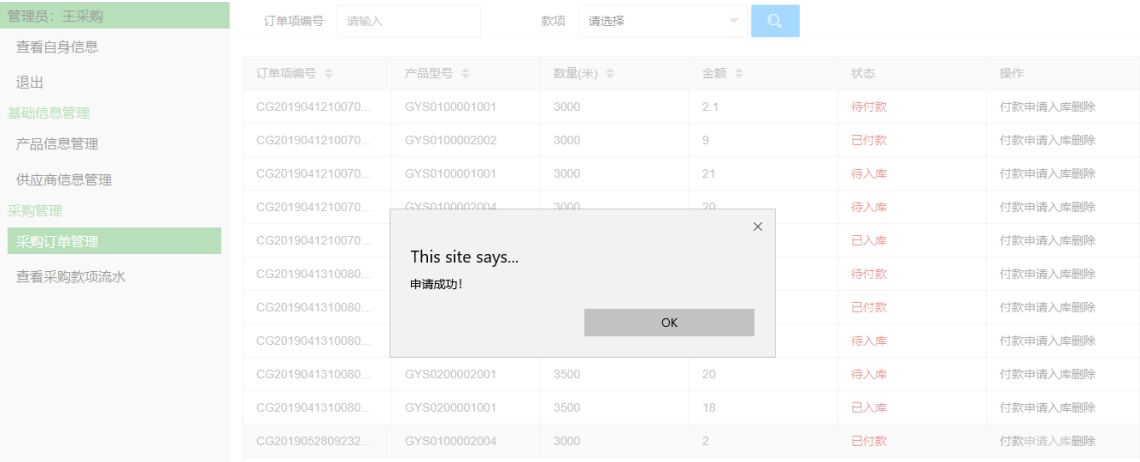 管理员：王采购
查看自身信息
退出
基础信息管理
产品信息管理
供应商信息管理
采购管理
采购订单管理
查看采购款项流水
订单项编号 请输入 款项 请选择
订单项编号 产品型号 数量(米) 金额 状态 操作
CG2019041210070... GYS0100001001 3000 2.1 待付款 付款申请入库删除
CG2019041210070... GYS0100002002 3000 9 已付款 付款申请入库删除
CG2019041210070... GYS0100001001 3000 21 待入库 付款申请入库删除
CG2019041210070... GYS0100002004 3000 20 待入库 付款申请入库删除
CG2019041210070... 已入库 付款申请入库删除
CG2019041310080... 待付款 付款申请入库删除
CG2019041310080... 已付款 付款申请入库删除
CG2019041310080... 待入库 付款申请入库删除
CG2019041310080... GYS0200002001 3500 20 待入库 付款申请入库删除
CG2019041310080... GYS0200001001 3500 18 已入库 付款申请入库删除
CG2019052809232... GYS0100002004 3000 2 已付款 付款申请入库删除
This site says...
申请成功！
OK